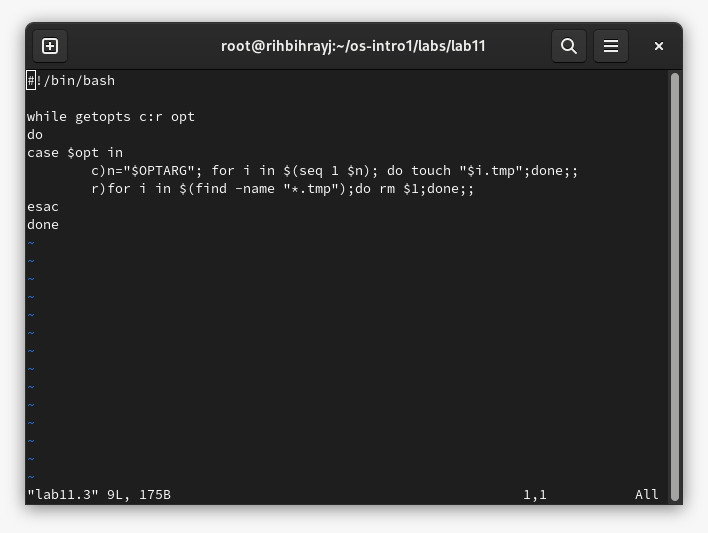 root@rihbihrayj:~/os-intro1/labs/lab11
#!/bin/bash

while getopts c:r opt
do
case $opt in
        c)n="$OPTARG"; for i in $(seq 1 $n); do touch "$i.tmp";done;;
        r)for i in $(find -name "*.tmp");do rm $1;done;;
esac
done
~
~
~
~
~
~
~
~
~
~
~
~
~
~
"lab11.3" 9L, 175B 1,1 All